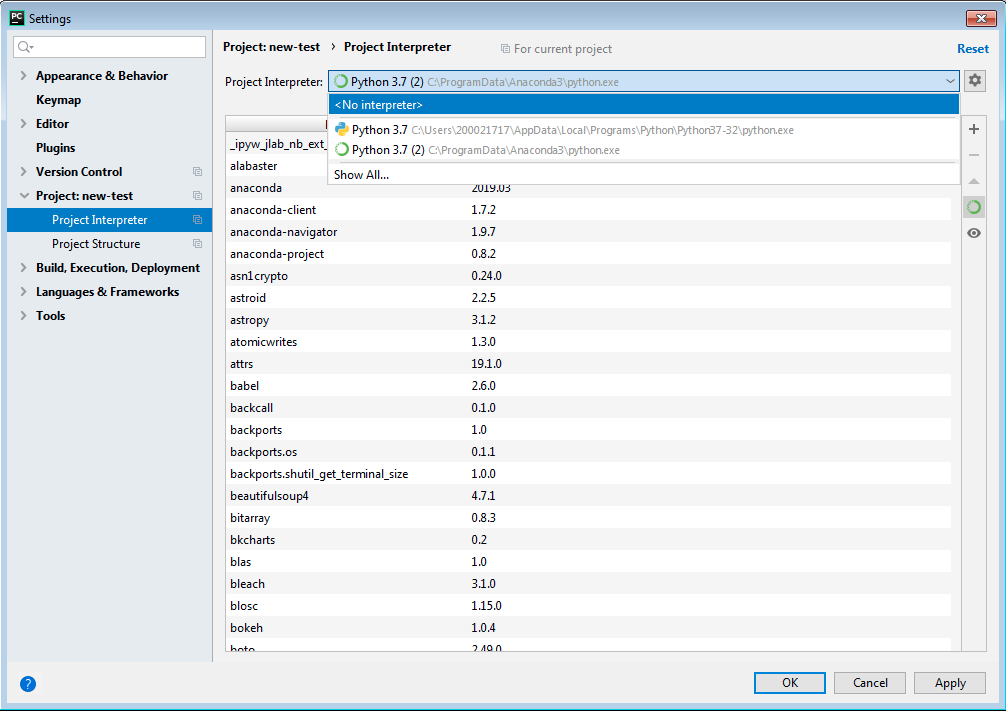 PC Settings
Project: new-test › Project Interpreter For current project Reset
Appearance & Behavior
Keymap
Editor
Plugins
Version Control
Project: new-test
Project Interpreter
Project Structure
Build, Execution, Deployment
Languages & Frameworks
Tools
Project Interpreter: Python 3.7 (2) C:\ProgramData\Anaconda3\python.exe
<No interpreter>
Python 3.7 C:\Users\200021717\AppData\Local\Programs\Python\Python37-32\python.exe
Python 3.7 (2) C:\ProgramData\Anaconda3\python.exe
Show All...
_ipyw_jlab_nb_ext_
alabaster
anaconda 2019.03
anaconda-client 1.7.2
anaconda-navigator 1.9.7
anaconda-project 0.8.2
asn1crypto 0.24.0
astroid 2.2.5
astropy 3.1.2
atomicwrites 1.3.0
attrs 19.1.0
babel 2.6.0
backcall 0.1.0
backports 1.0
backports.os 0.1.1
backports.shutil_get_terminal_size 1.0.0
beautifulsoup4 4.7.1
bitarray 0.8.3
bkcharts 0.2
blas 1.0
bleach 3.1.0
blosc 1.15.0
bokeh 1.0.4
boto 2.49.0
? OK Cancel Apply